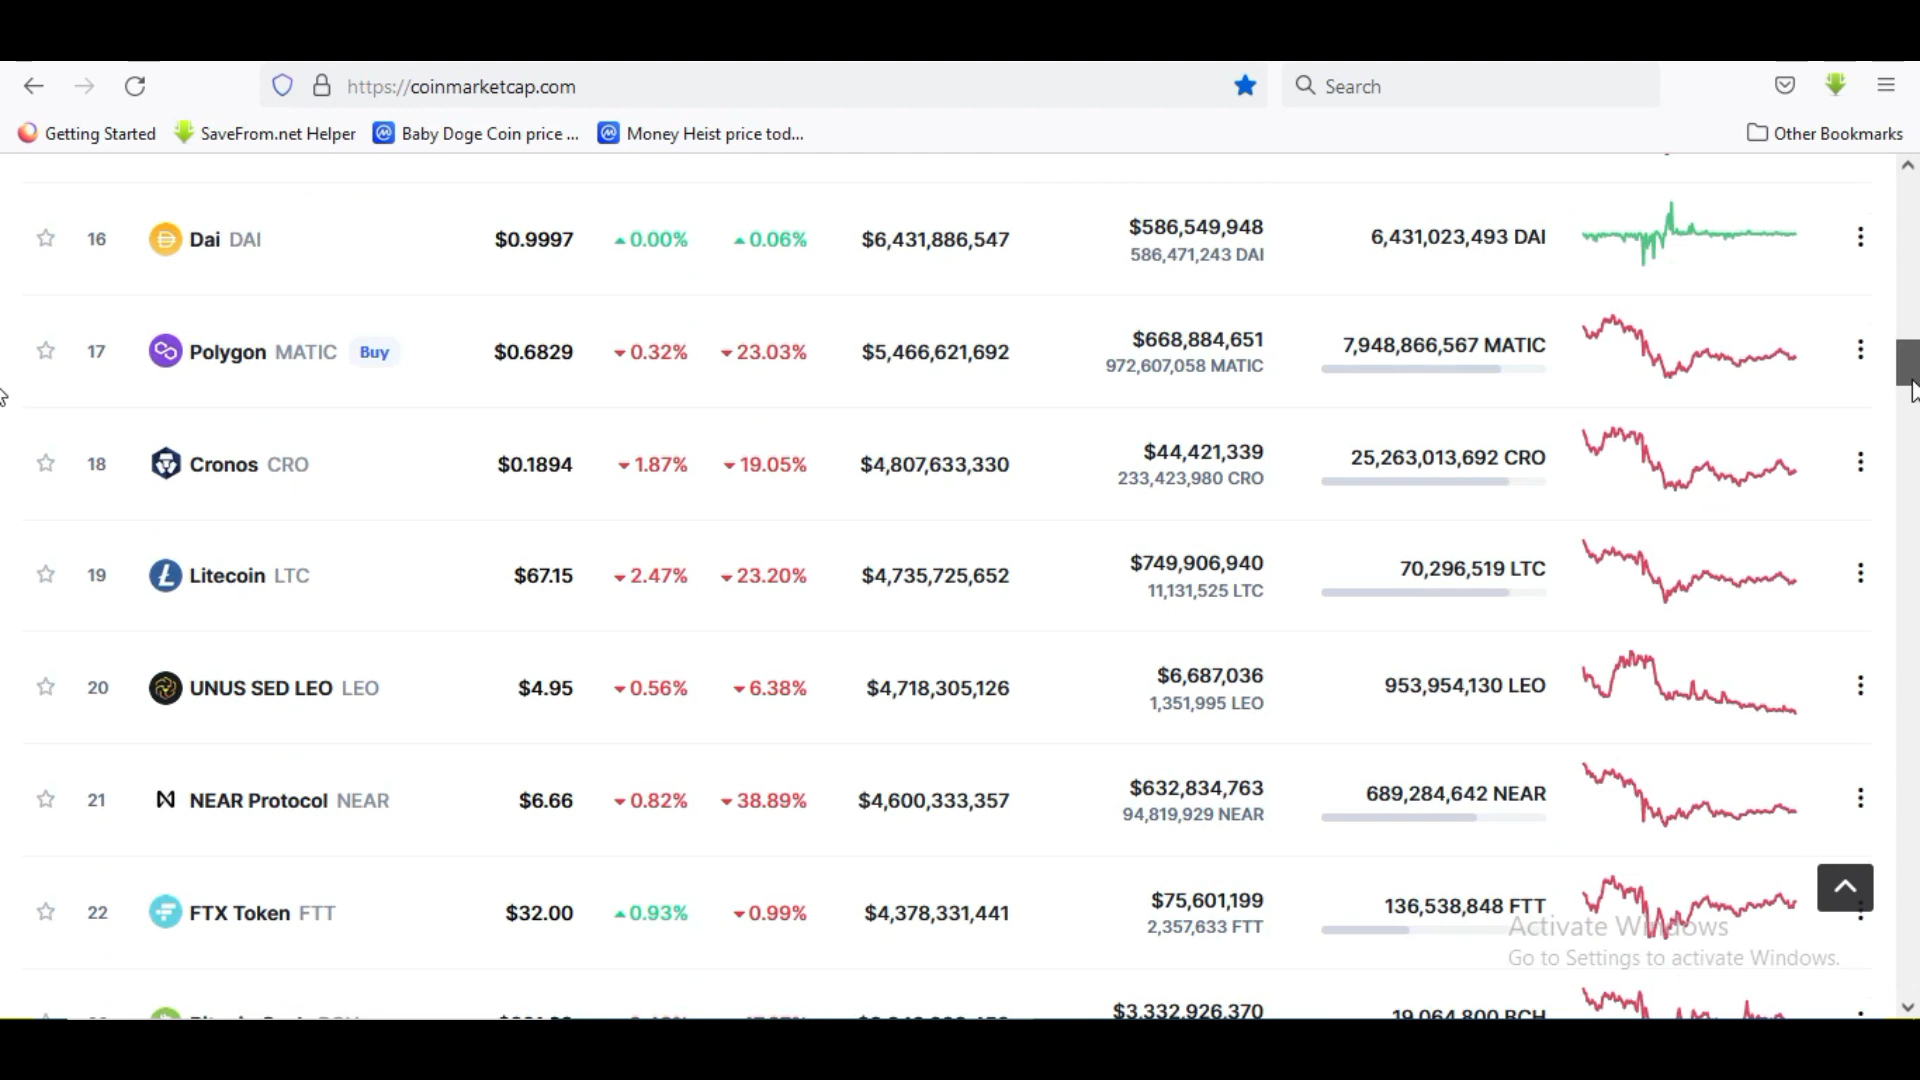 https://coinmarketcap.com
Search
Getting Started
SaveFrom.net Helper
Baby Doge Coin price ...
Money Heist price tod...
Other Bookmarks
16 Dai DAI $0.9997 0.00% 0.06% $6,431,886,547 $586,549,948 6,431,023,493 DAI
586,471,243 DAI
17 Polygon MATIC Buy $0.6829 0.32% 23.03% $5,466,621,692 $668,884,651 7,948,866,567 MATIC
972,607,058 MATIC
18 Cronos CRO $0.1894 1.87% 19.05% $4,807,633,330 $44,421,339 25,263,013,692 CRO
233,423,980 CRO
19 Litecoin LTC $67.15 2.47% 23.20% $4,735,725,652 $749,906,940 70,296,519 LTC
11,131,525 LTC
20 UNUS SED LEO LEO $4.95 0.56% 6.38% $4,718,305,126 $6,687,036 953,954,130 LEO
1,351,995 LEO
21 NEAR Protocol NEAR $6.66 0.82% 38.89% $4,600,333,357 $632,834,763 689,284,642 NEAR
94,819,929 NEAR
22 FTX Token FTT $32.00 0.93% 0.99% $4,378,331,441 $75,601,199 136,538,848 FTT
2,357,633 FTT
Activate Windows
Go to Settings to activate Windows.
$3,332,926,370 19,064,800 BCH